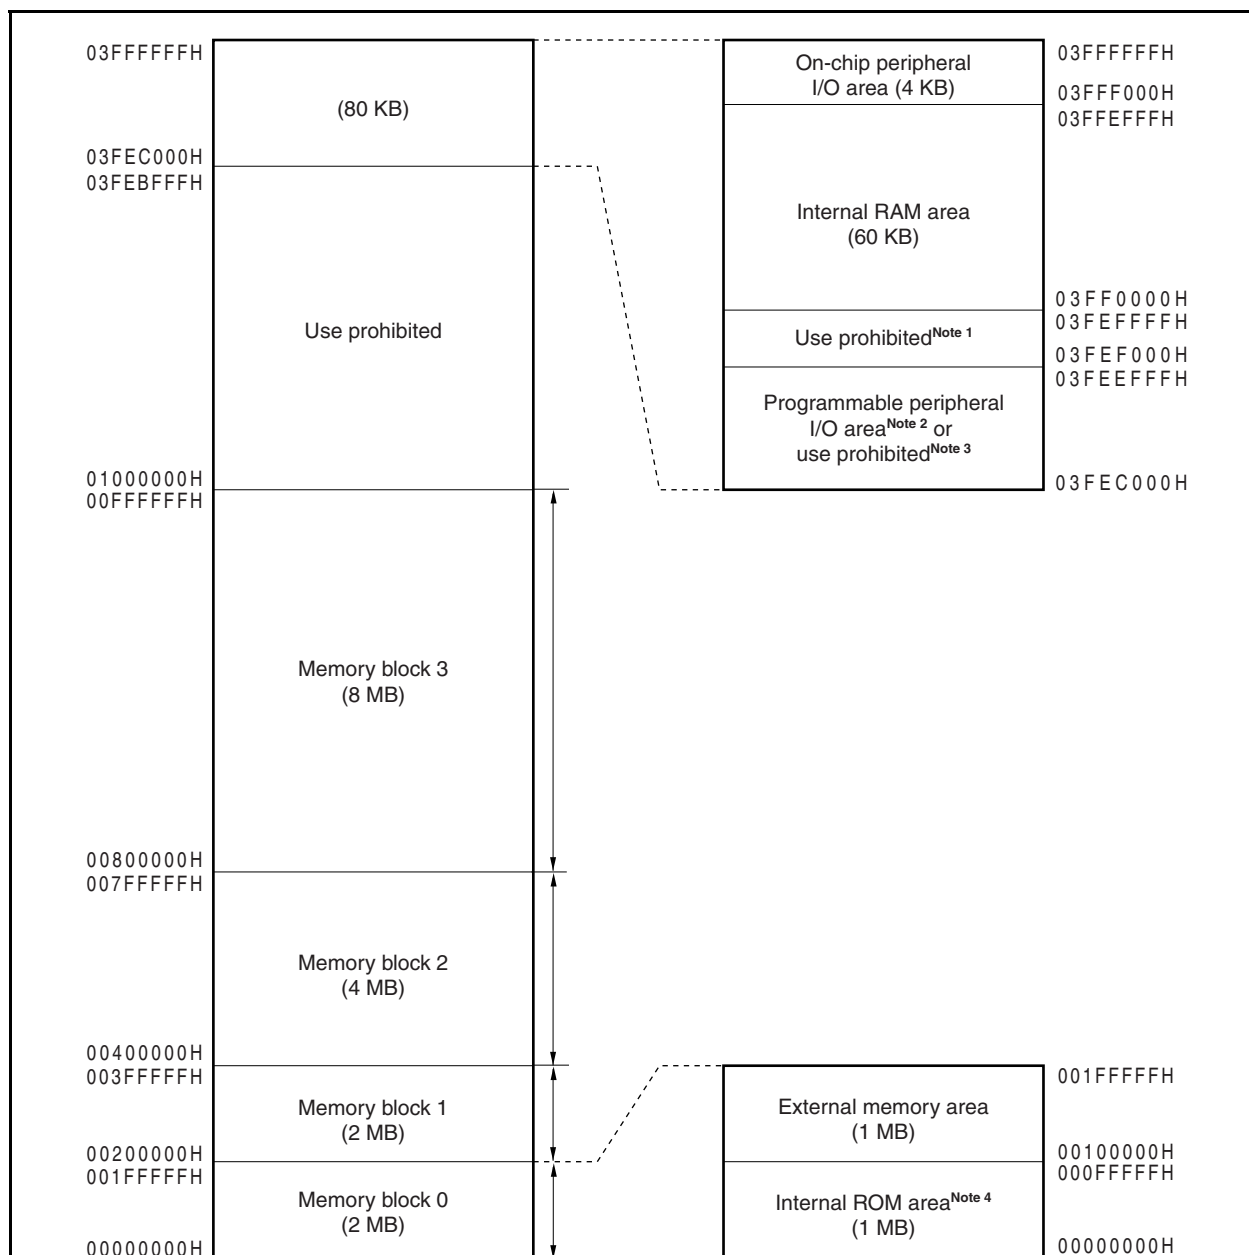 03FFFFFFH
(80 KB)
03FEC000H
03FEBFFFH
Use prohibited
01000000H
00FFFFFFH
Memory block 3
(8 MB)
00800000H
007FFFFFH
Memory block 2
(4 MB)
00400000H
003FFFFFH
Memory block 1
(2 MB)
00200000H
001FFFFFH
Memory block 0
(2 MB)
00000000H
On-chip peripheral
I/O area (4 KB)
03FFFFFFH
03FFF000H
03FFEFFFH
Internal RAM area
(60 KB)
03FF0000H
03FEFFFFH
Use prohibitedNote 1
03FEF000H
03FEEFFFH
Programmable peripheral
I/O areaNote 2 or
use prohibitedNote 3
03FEC000H
001FFFFFH
External memory area
(1 MB)
00100000H
000FFFFFH
Internal ROM areaNote 4
(1 MB)
00000000H